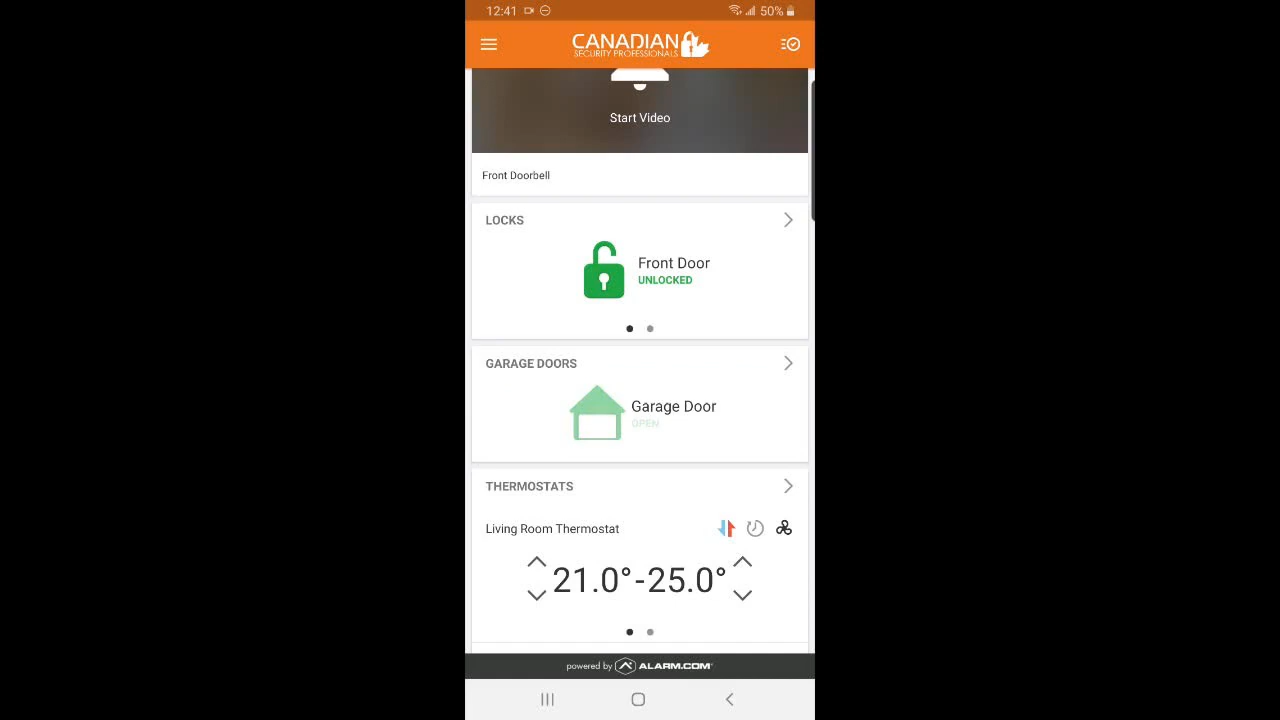 12:41 50%
CANADIAN
SECURITY PROFESSIONALS
Start Video
Front Doorbell
LOCKS
Front Door
UNLOCKED
GARAGE DOORS
Garage Door
OPEN
THERMOSTATS
Living Room Thermostat
21.0°-25.0°
powered by ALARM.COM